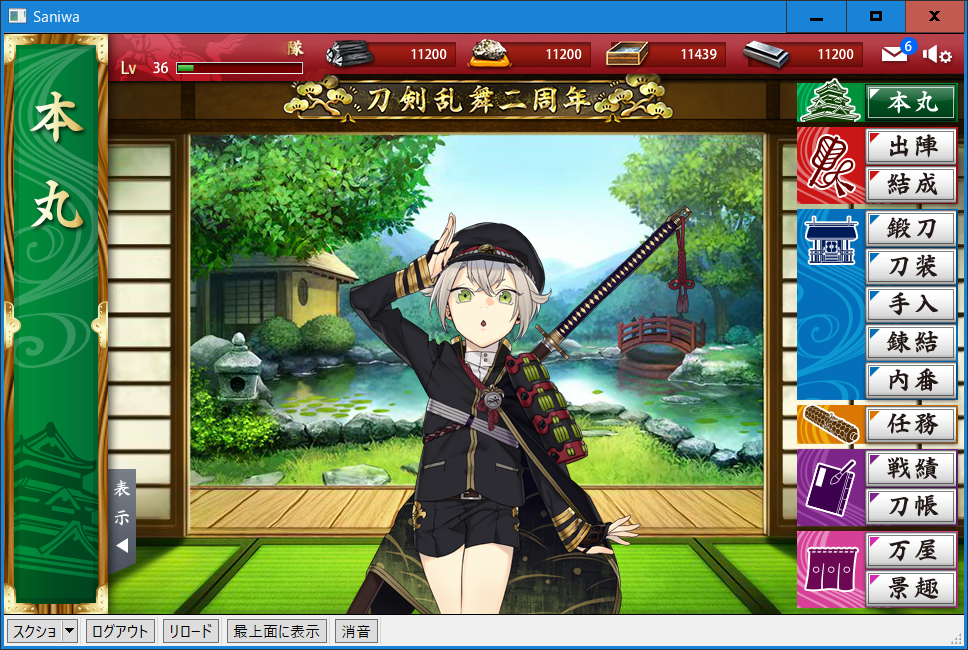 Saniwa
本丸
隊
Lv 36
11200
11200
11439
11200
6
刀剣乱舞二周年
表示
本丸
出陣
結成
鍛刀
刀装
手入
錬結
内番
任務
戦績
刀帳
万屋
景趣
スクショ
ログアウト
リロード
最上面に表示
消音